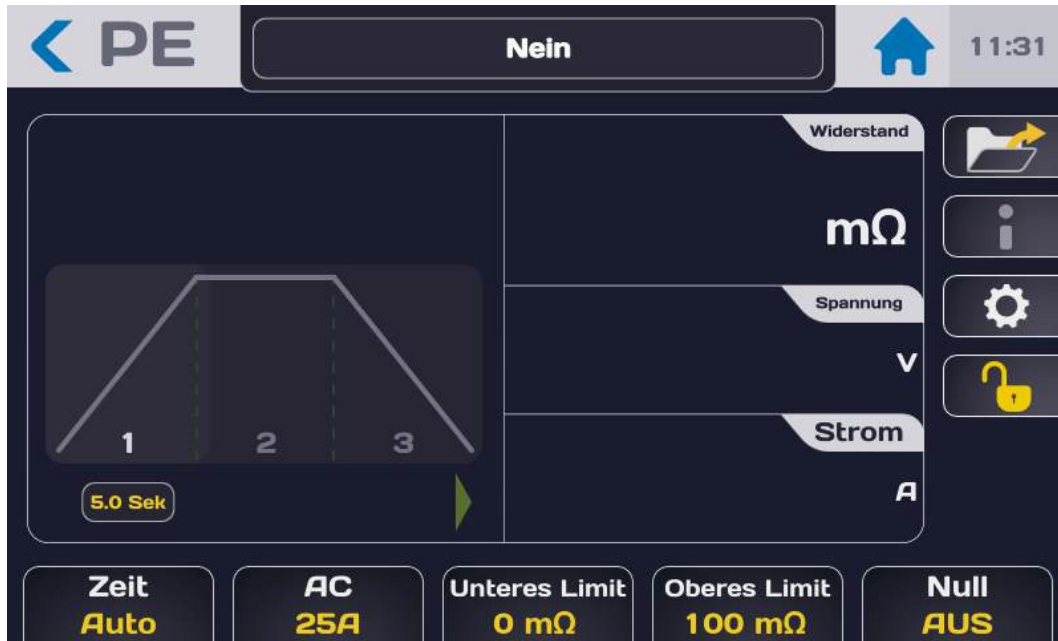 PE
Nein
11:31
Widerstand
mΩ
Spannung
V
Strom
A
1 2 3
5.0 Sek
Zeit
Auto
AC
25A
Unteres Limit
0 mΩ
Oberes Limit
100 mΩ
Null
AUS